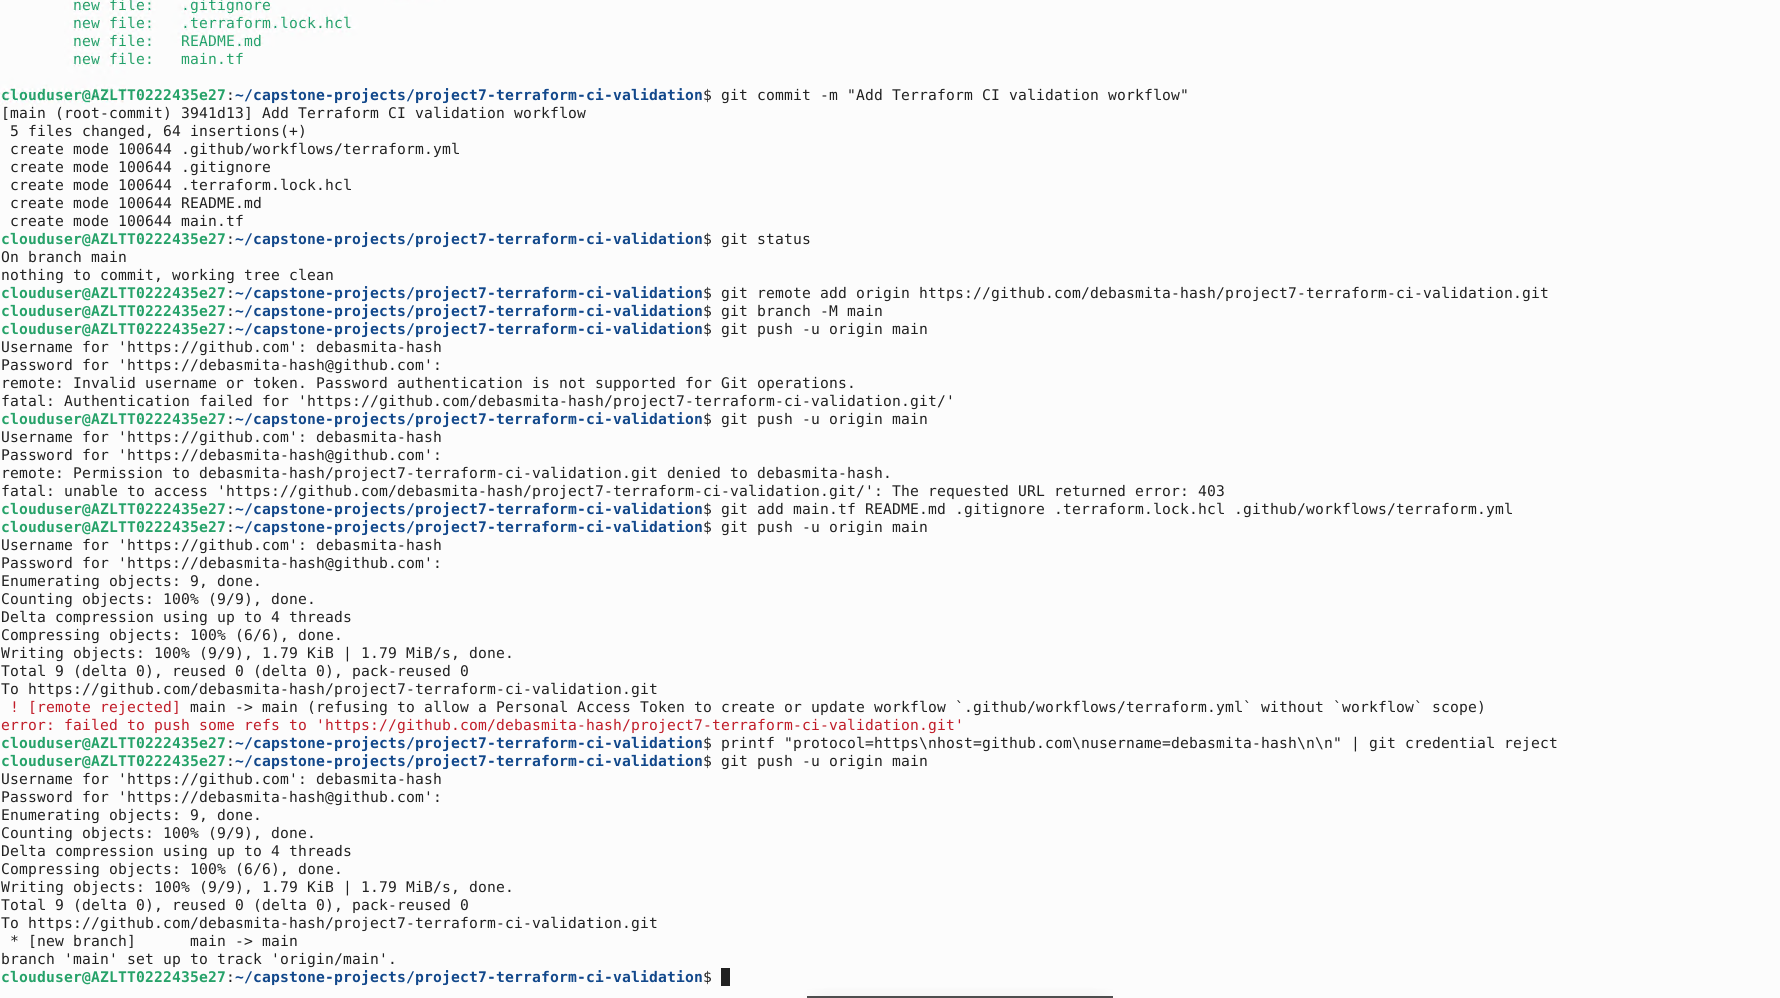 new file:   .gitignore
        new file:   .terraform.lock.hcl
        new file:   README.md
        new file:   main.tf

clouduser@AZLTT0222435e27:~/capstone-projects/project7-terraform-ci-validation$ git commit -m "Add Terraform CI validation workflow"
[main (root-commit) 3941d13] Add Terraform CI validation workflow
 5 files changed, 64 insertions(+)
 create mode 100644 .github/workflows/terraform.yml
 create mode 100644 .gitignore
 create mode 100644 .terraform.lock.hcl
 create mode 100644 README.md
 create mode 100644 main.tf
clouduser@AZLTT0222435e27:~/capstone-projects/project7-terraform-ci-validation$ git status
On branch main
nothing to commit, working tree clean
clouduser@AZLTT0222435e27:~/capstone-projects/project7-terraform-ci-validation$ git remote add origin https://github.com/debasmita-hash/project7-terraform-ci-validation.git
clouduser@AZLTT0222435e27:~/capstone-projects/project7-terraform-ci-validation$ git branch -M main
clouduser@AZLTT0222435e27:~/capstone-projects/project7-terraform-ci-validation$ git push -u origin main
Username for 'https://github.com': debasmita-hash
Password for 'https://debasmita-hash@github.com':
remote: Invalid username or token. Password authentication is not supported for Git operations.
fatal: Authentication failed for 'https://github.com/debasmita-hash/project7-terraform-ci-validation.git/'
clouduser@AZLTT0222435e27:~/capstone-projects/project7-terraform-ci-validation$ git push -u origin main
Username for 'https://github.com': debasmita-hash
Password for 'https://debasmita-hash@github.com':
remote: Permission to debasmita-hash/project7-terraform-ci-validation.git denied to debasmita-hash.
fatal: unable to access 'https://github.com/debasmita-hash/project7-terraform-ci-validation.git/': The requested URL returned error: 403
clouduser@AZLTT0222435e27:~/capstone-projects/project7-terraform-ci-validation$ git add main.tf README.md .gitignore .terraform.lock.hcl .github/workflows/terraform.yml
clouduser@AZLTT0222435e27:~/capstone-projects/project7-terraform-ci-validation$ git push -u origin main
Username for 'https://github.com': debasmita-hash
Password for 'https://debasmita-hash@github.com':
Enumerating objects: 9, done.
Counting objects: 100% (9/9), done.
Delta compression using up to 4 threads
Compressing objects: 100% (6/6), done.
Writing objects: 100% (9/9), 1.79 KiB | 1.79 MiB/s, done.
Total 9 (delta 0), reused 0 (delta 0), pack-reused 0
To https://github.com/debasmita-hash/project7-terraform-ci-validation.git
 ! [remote rejected] main -> main (refusing to allow a Personal Access Token to create or update workflow `.github/workflows/terraform.yml` without `workflow` scope)
error: failed to push some refs to 'https://github.com/debasmita-hash/project7-terraform-ci-validation.git'
clouduser@AZLTT0222435e27:~/capstone-projects/project7-terraform-ci-validation$ printf "protocol=https\nhost=github.com\nusername=debasmita-hash\n\n" | git credential reject
clouduser@AZLTT0222435e27:~/capstone-projects/project7-terraform-ci-validation$ git push -u origin main
Username for 'https://github.com': debasmita-hash
Password for 'https://debasmita-hash@github.com':
Enumerating objects: 9, done.
Counting objects: 100% (9/9), done.
Delta compression using up to 4 threads
Compressing objects: 100% (6/6), done.
Writing objects: 100% (9/9), 1.79 KiB | 1.79 MiB/s, done.
Total 9 (delta 0), reused 0 (delta 0), pack-reused 0
To https://github.com/debasmita-hash/project7-terraform-ci-validation.git
 * [new branch]      main -> main
branch 'main' set up to track 'origin/main'.
clouduser@AZLTT0222435e27:~/capstone-projects/project7-terraform-ci-validation$